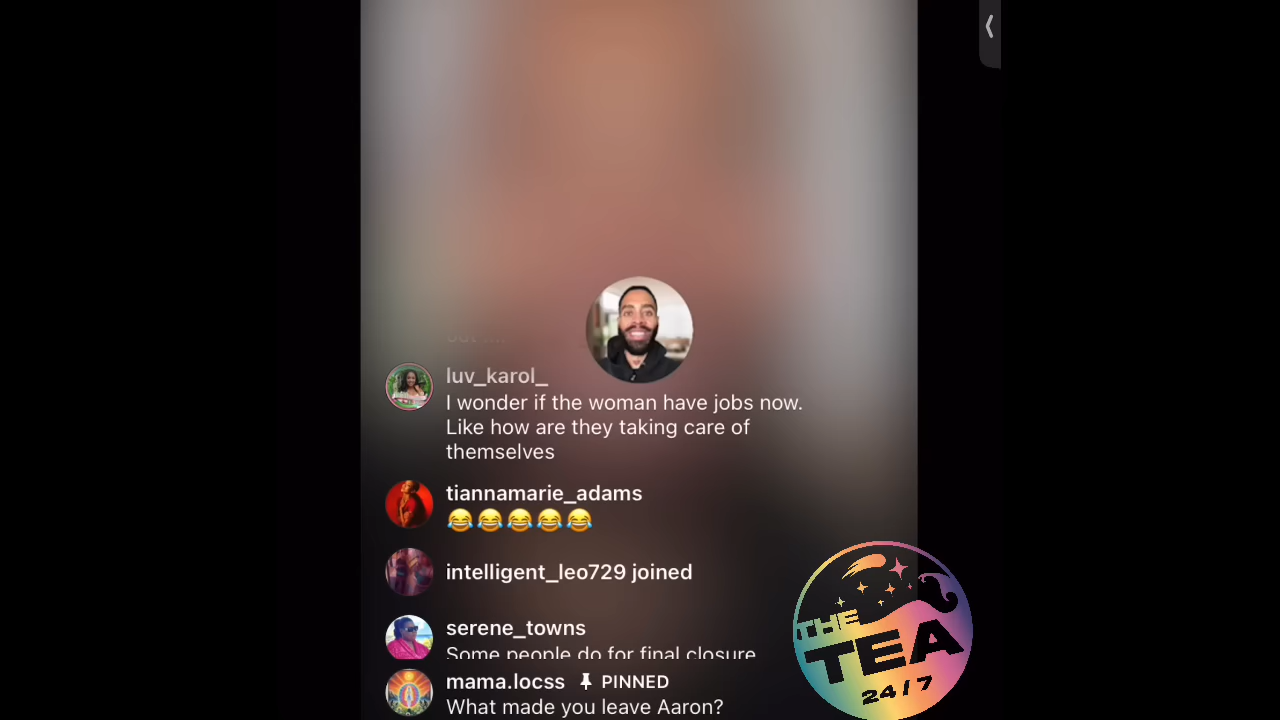 luv_karol_
I wonder if the woman have jobs now.
Like how are they taking care of
themselves
tiannamarie_adams
😂😂😂😂😂
intelligent_leo729 joined
serene_towns
Some people do for final closure
mama.locss PINNED
What made you leave Aaron?
THE
TEA
24/7